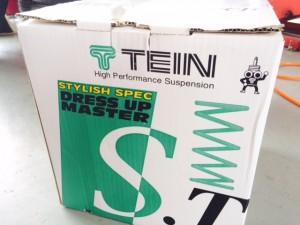 TEIN
High Performance Suspension
STYLISH SPEC
DRESS UP
MASTER
S.T